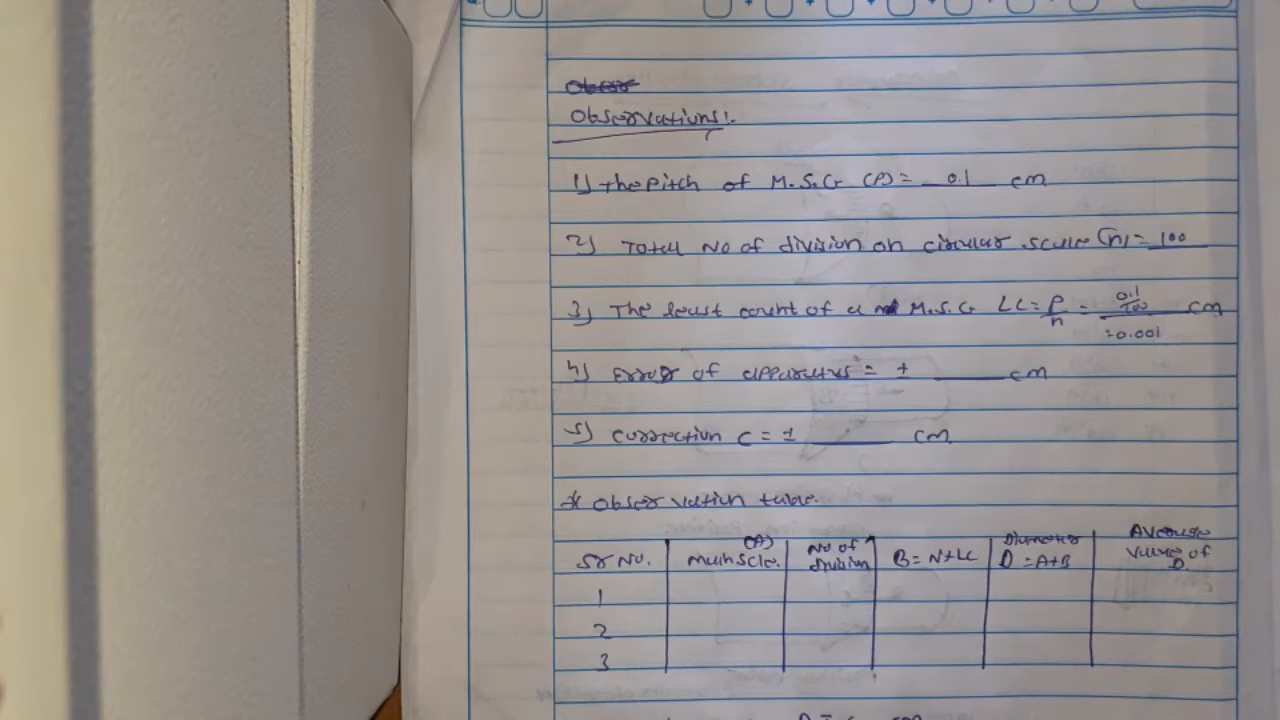 Observations:
1) the Pitch of M.S.G (P) = 0.1 cm
2) Total No of division on circular scale (n) = 100
3) The least count of a M.S.G LC = P/n = 0.1/100 cm
=0.001
4) Error of apparatus = + cm
5) correction C = ± cm
* Observation table.
Sr No. | (A) Main scle. | No of division | B = N+LC | Diameter D = A+B | Average value of D
1
2
3